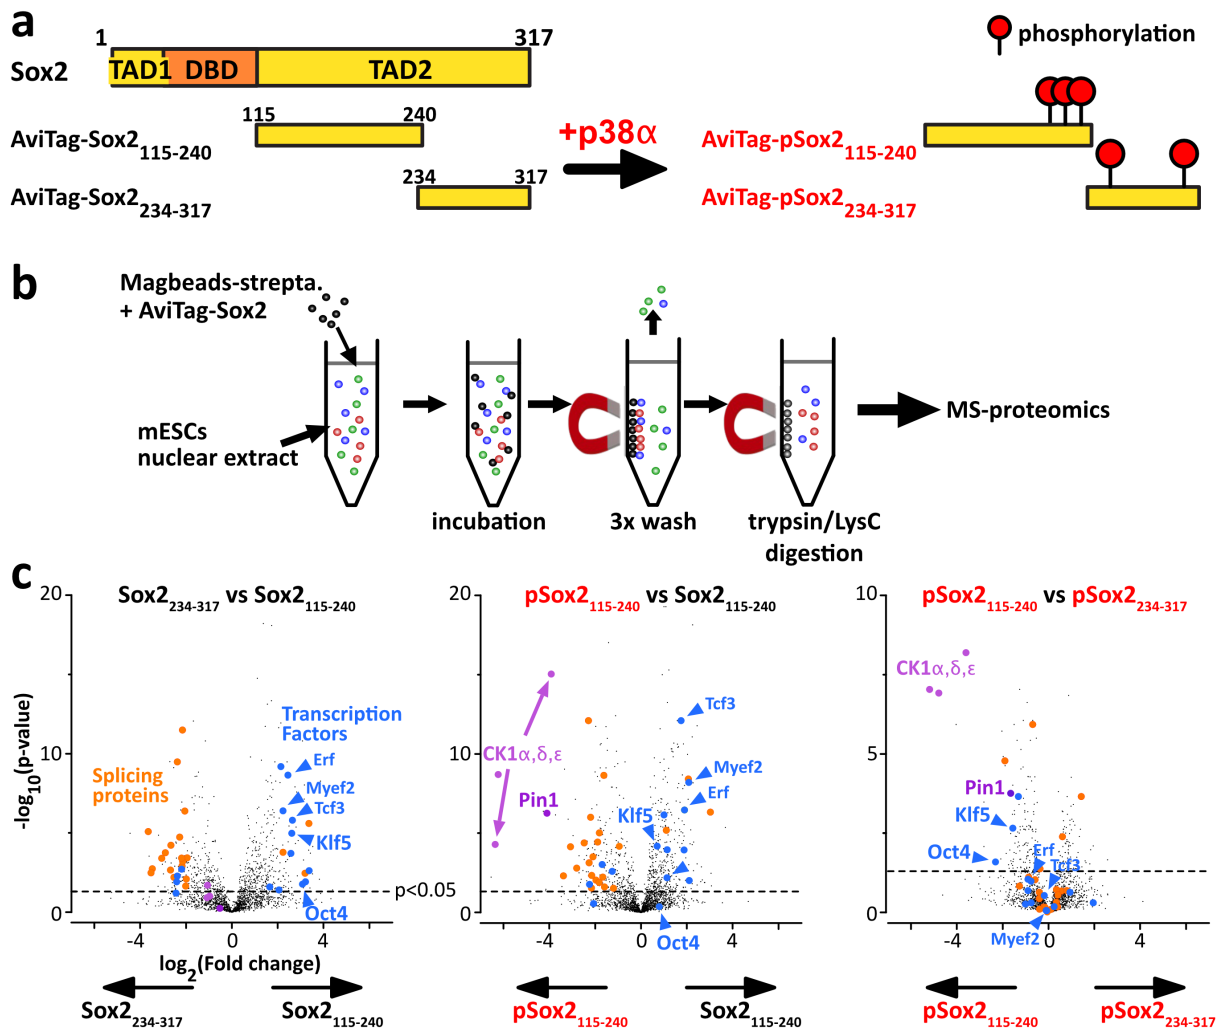 a
1 317
phosphorylation
Sox2 TAD1 DBD TAD2
115 240
AviTag-Sox2115-240
+p38α
AviTag-pSox2115-240
234 317
AviTag-Sox2234-317
AviTag-pSox2234-317
b
Magbeads-strepta.
+ AviTag-Sox2
mESCs
nuclear extract
incubation
3x wash
trypsin/LysC
digestion
MS-proteomics
c
Sox2234-317 vs Sox2115-240
20
10
0
-log10(p-value)
Transcription
Factors
Erf
Myef2
Tcf3
Klf5
Oct4
Splicing
proteins
-4 0 4
log2(Fold change)
Sox2234-317
Sox2115-240
p<0.05
pSox2115-240 vs Sox2115-240
20
10
0
Tcf3
CK1α,δ,ε
Myef2
Erf
Pin1
Klf5
Oct4
-4 0 4
pSox2115-240
Sox2115-240
pSox2115-240 vs pSox2234-317
10
5
0
CK1α,δ,ε
Pin1
Klf5
Oct4
Erf
Tcf3
Myef2
-4 0 4
pSox2115-240
pSox2234-317